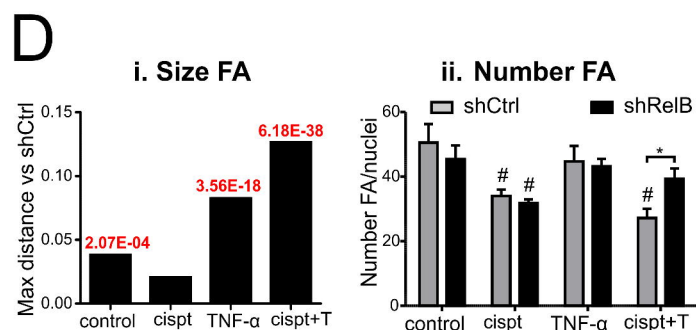 D
i. Size FA
Max distance vs shCtrl
0.15
0.10
0.05
0.00
2.07E-04
3.56E-18
6.18E-38
control cispt TNF-α cispt+T
ii. Number FA
shCtrl shRelB
Number FA/nuclei
60
40
20
0
# #
# *
control cispt TNF-α cispt+T